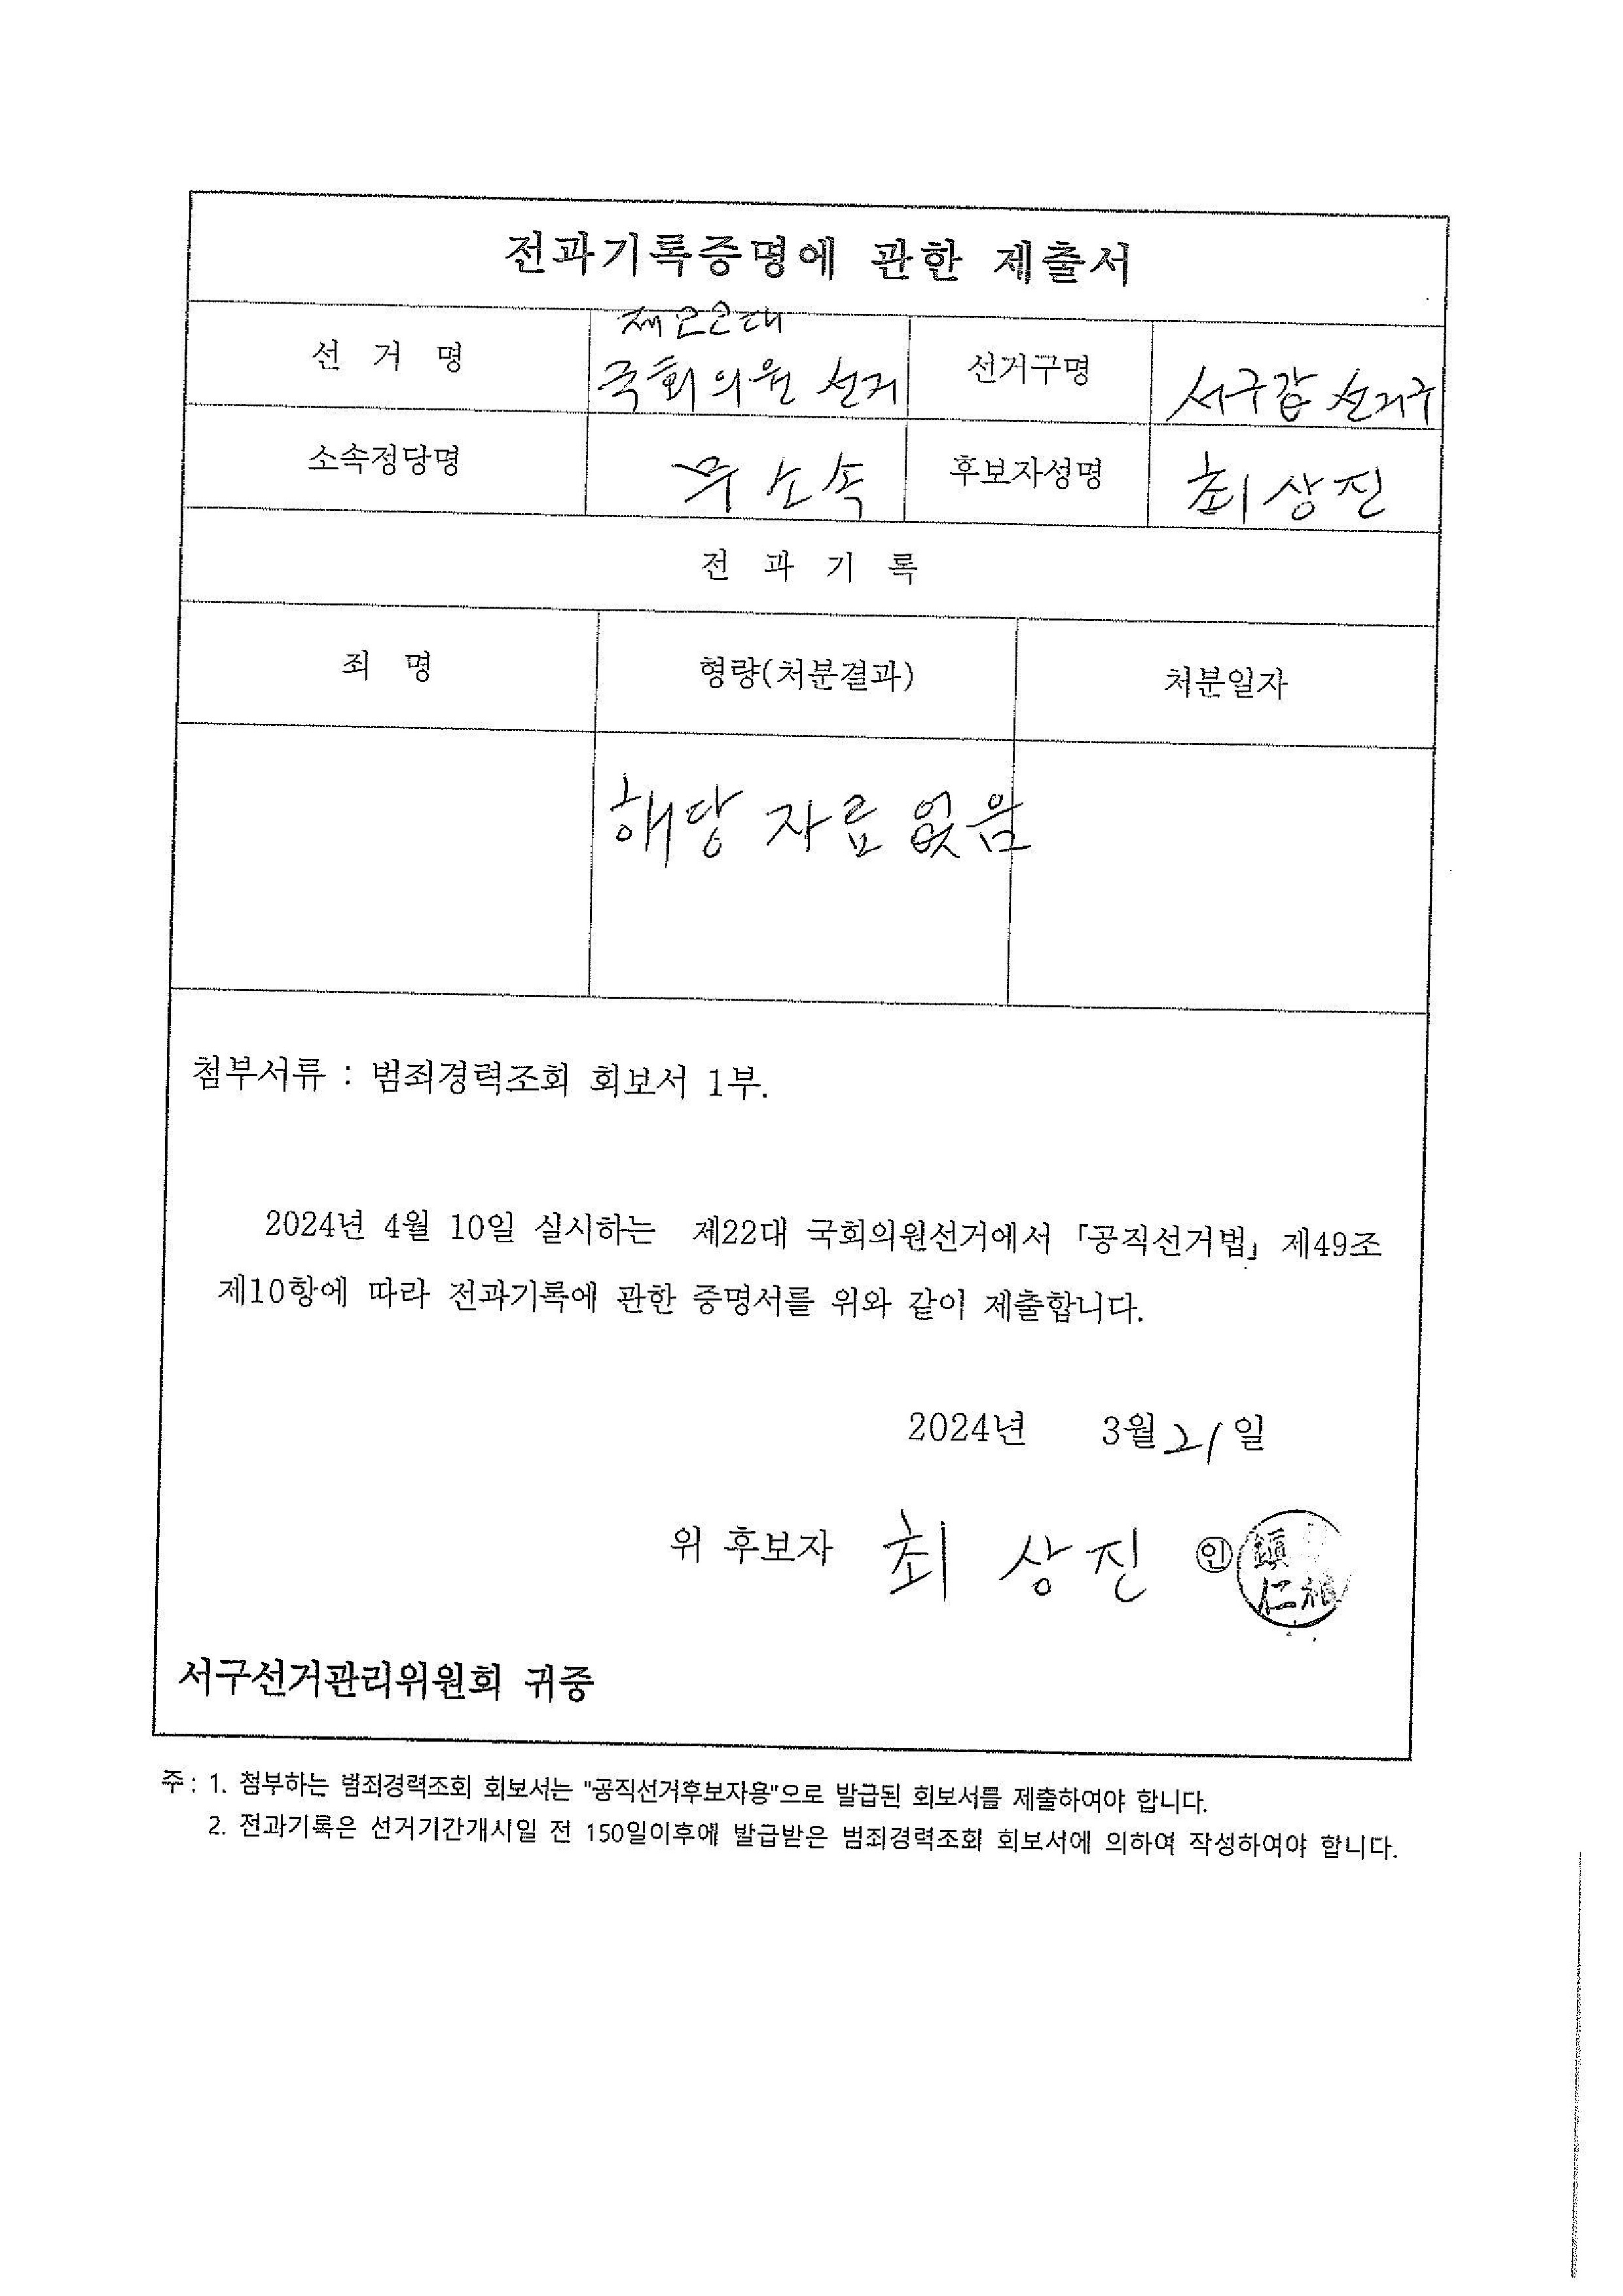 전과기록증명에 관한 제출서
선 거 명
제22대
국회의원 선거
선거구명
서구갑 선거구
소속정당명
무소속
후보자성명
최상진
전 과 기 록
죄 명
형량(처분결과)
처분일자
해당 자료 없음
첨부서류 : 범죄경력조회 회보서 1부.
2024년 4월 10일 실시하는 제22대 국회의원선거에서 「공직선거법」 제49조
제10항에 따라 전과기록에 관한 증명서를 위와 같이 제출합니다.
2024년 3월 21일
위 후보자 최 상 진 ㊞
서구선거관리위원회 귀중
주 : 1. 첨부하는 범죄경력조회 회보서는 "공직선거후보자용"으로 발급된 회보서를 제출하여야 합니다.
2. 전과기록은 선거기간개시일 전 150일이후에 발급받은 범죄경력조회 회보서에 의하여 작성하여야 합니다.